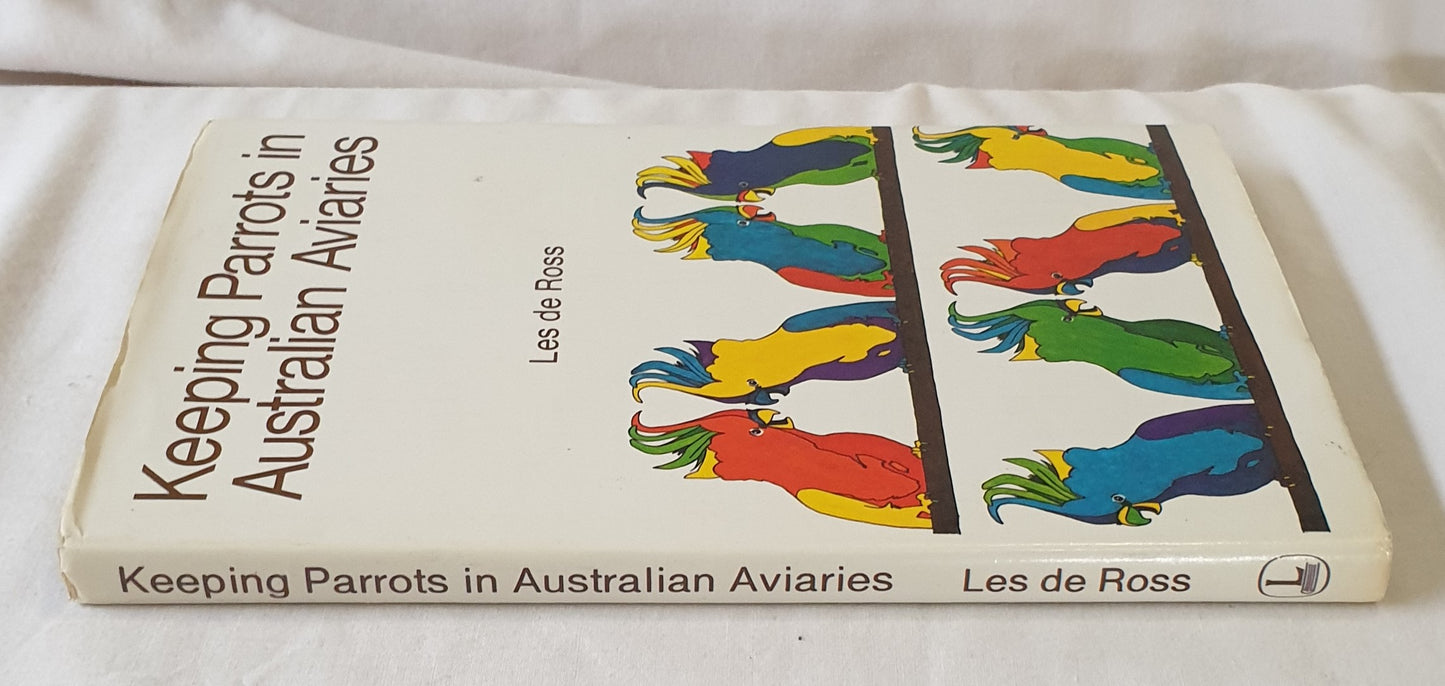 Keeping Parrots in
Australian Aviaries
Les de Ross
Keeping Parrots in Australian Aviaries Les de Ross L